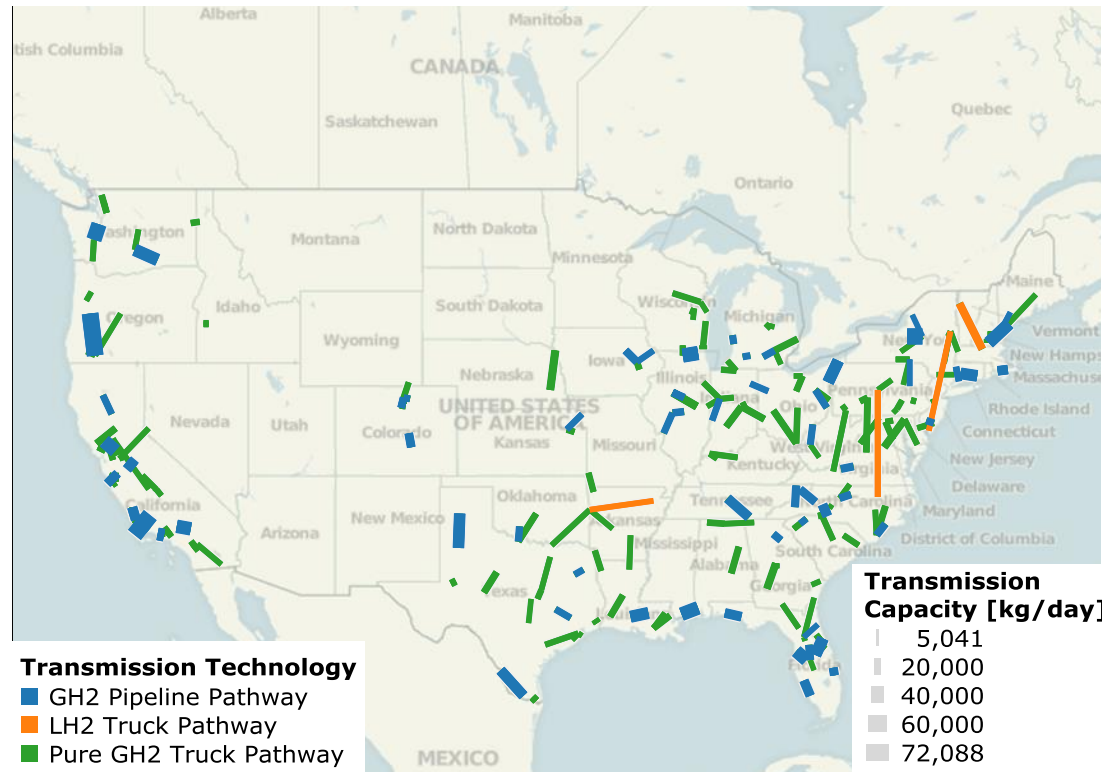 Alberta
Manitoba
tish Columbia
CANADA
Quebec
Saskatchewan
Ontario
ashington
North Dakota
Montana
Minnesota
Maine
Oregon
Idaho
South Dakota
Wisconsin
Michigan
Vermont
Wyoming
New York
New Hamps
Iowa
Nebraska
Illinois
Massachuse
Pennsylvania
Indiana
Ohio
UNITED STATES
OF AMERICA
Rhode Island
Nevada
Utah
Colorado
Kansas
Missouri
Connecticut
West Virginia
New Jersey
Kentucky
Virginia
Delaware
California
Oklahoma
Tennessee
North Carolina
Maryland
New Mexico
Arkansas
Arizona
District of Columbia
Mississippi
South Carolina
Alabama
Georgia
Texas
Louisiana
Florida
MEXICO
Transmission Technology
GH2 Pipeline Pathway
LH2 Truck Pathway
Pure GH2 Truck Pathway
Transmission
Capacity [kg/day]
5,041
20,000
40,000
60,000
72,088